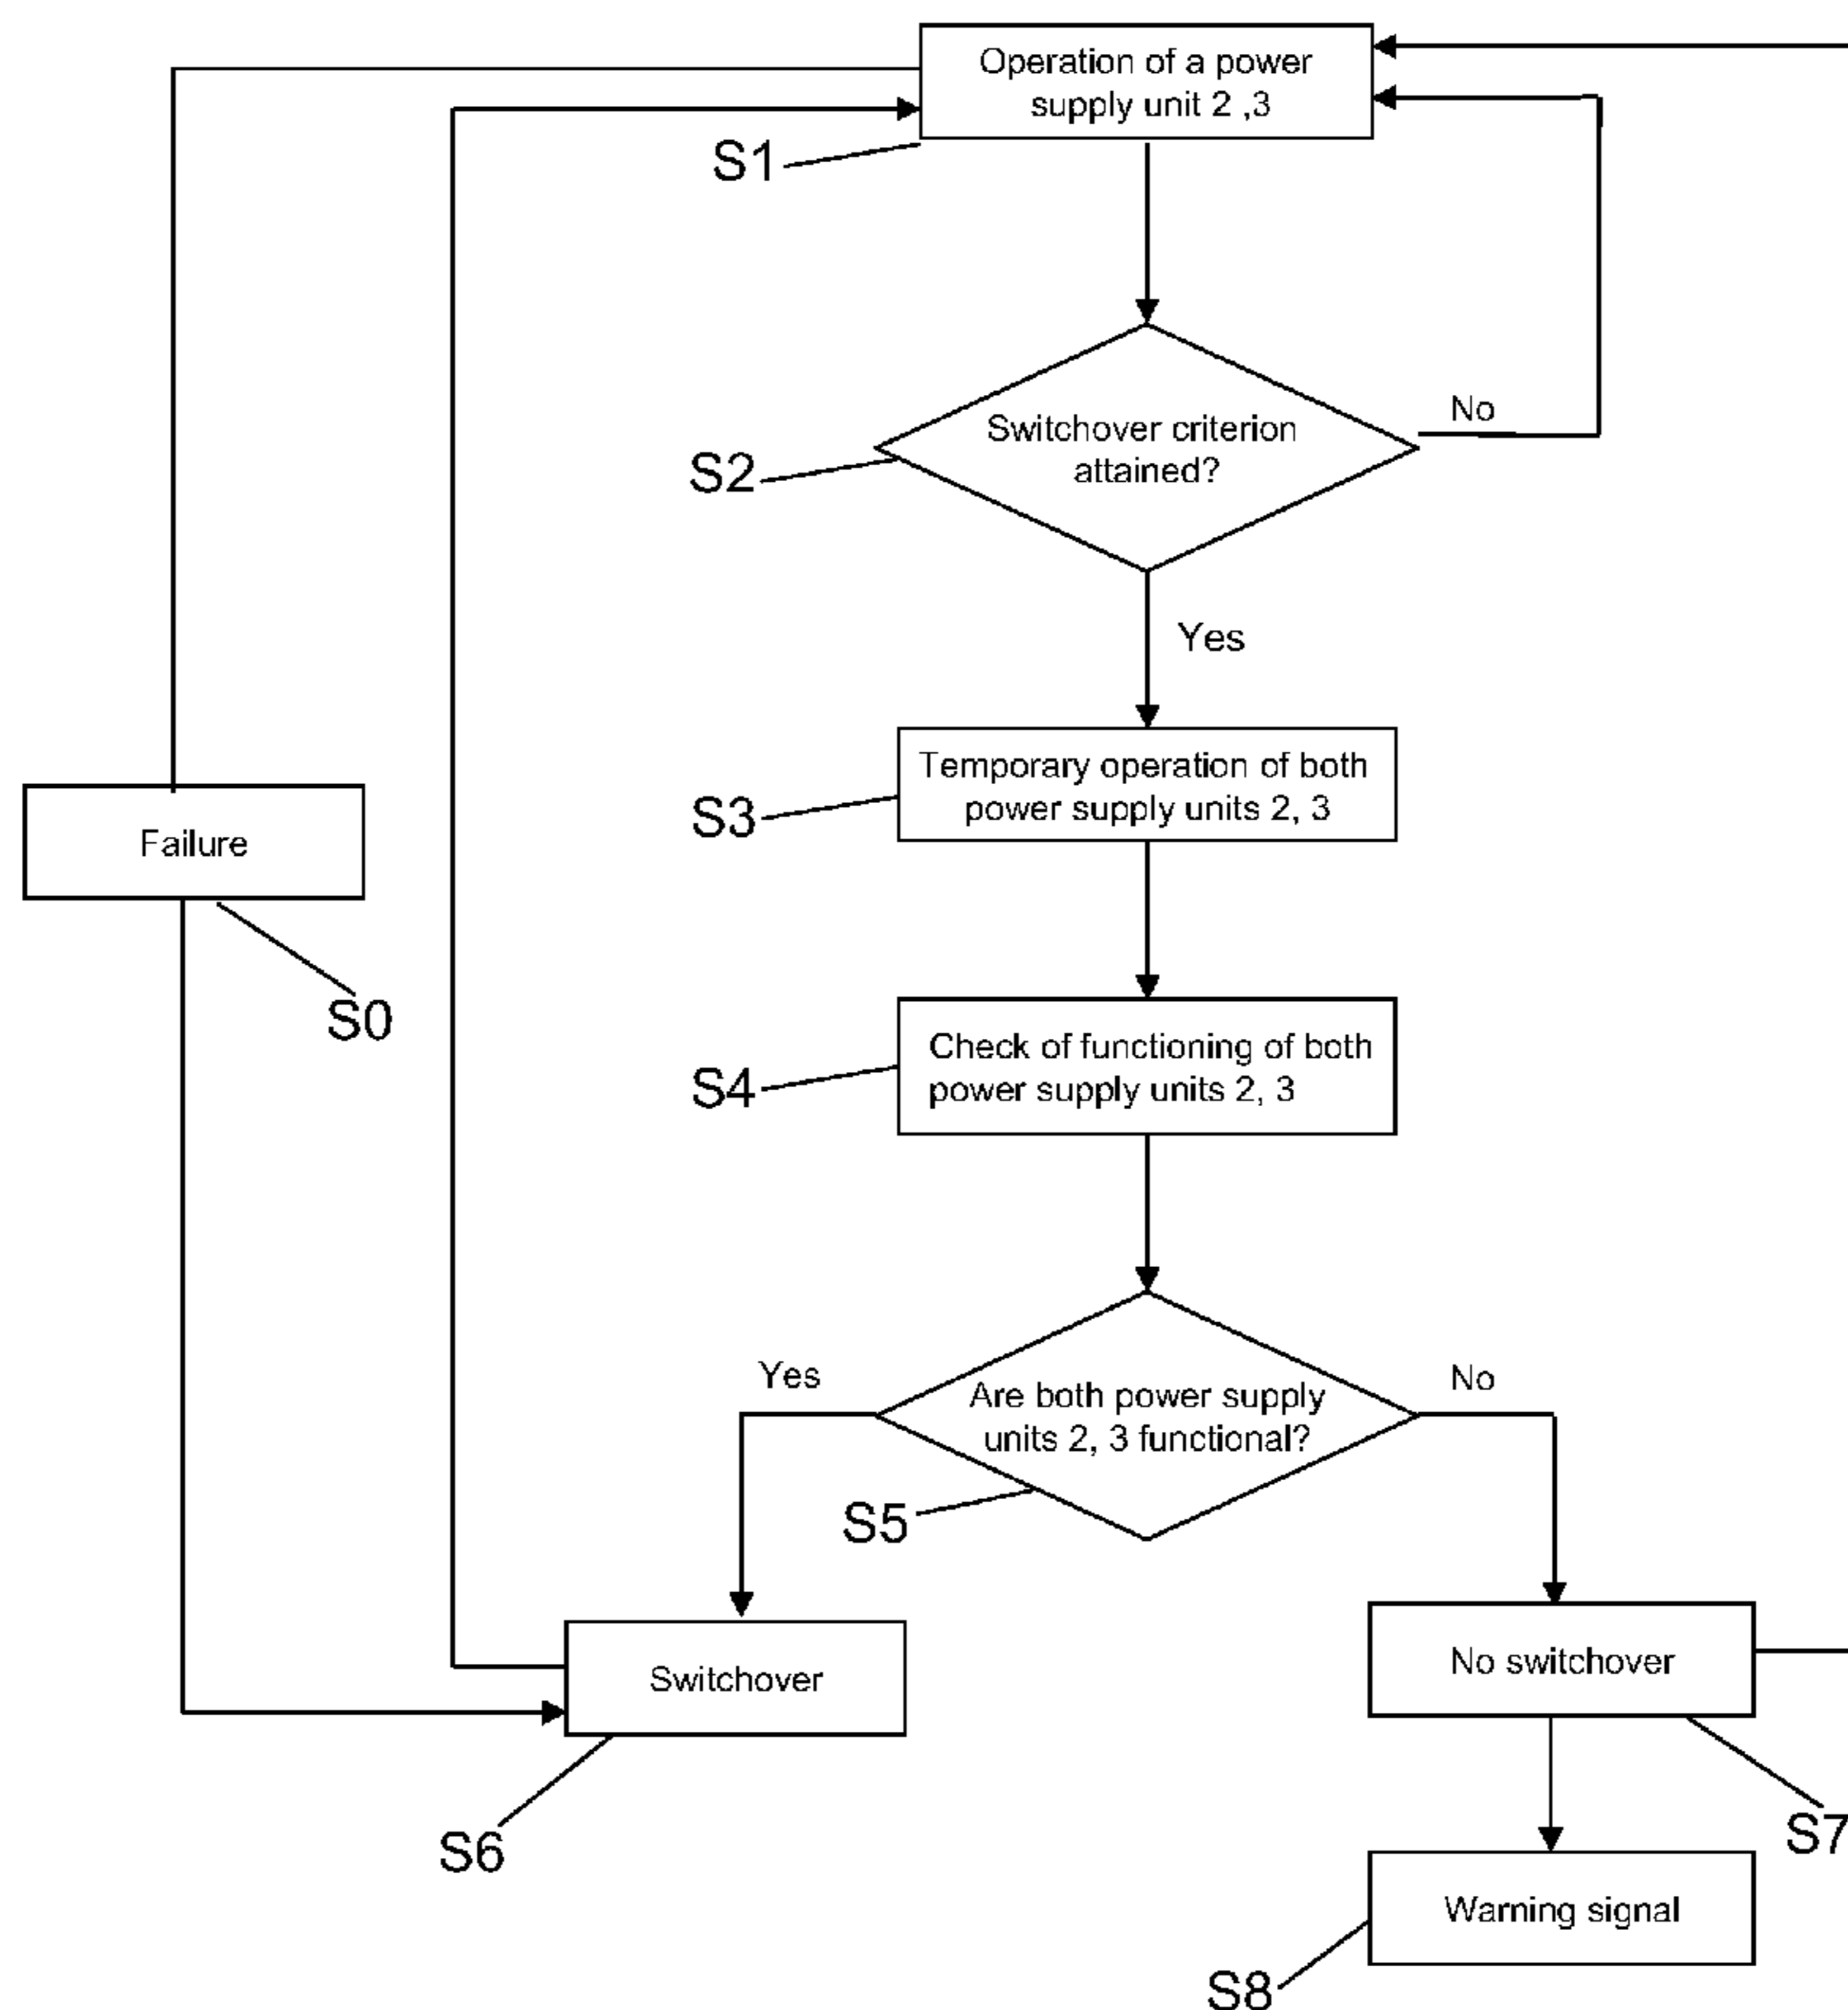 Operation of a power
supply unit 2 ,3
S1
Switchover criterion
attained?
No
S2
Yes
Temporary operation of both
power supply units 2, 3
S3
Failure
S0
Check of functioning of both
power supply units 2, 3
S4
Yes
Are both power supply
units 2, 3 functional?
No
S5
Switchover
No switchover
S6
S7
Warning signal
S8